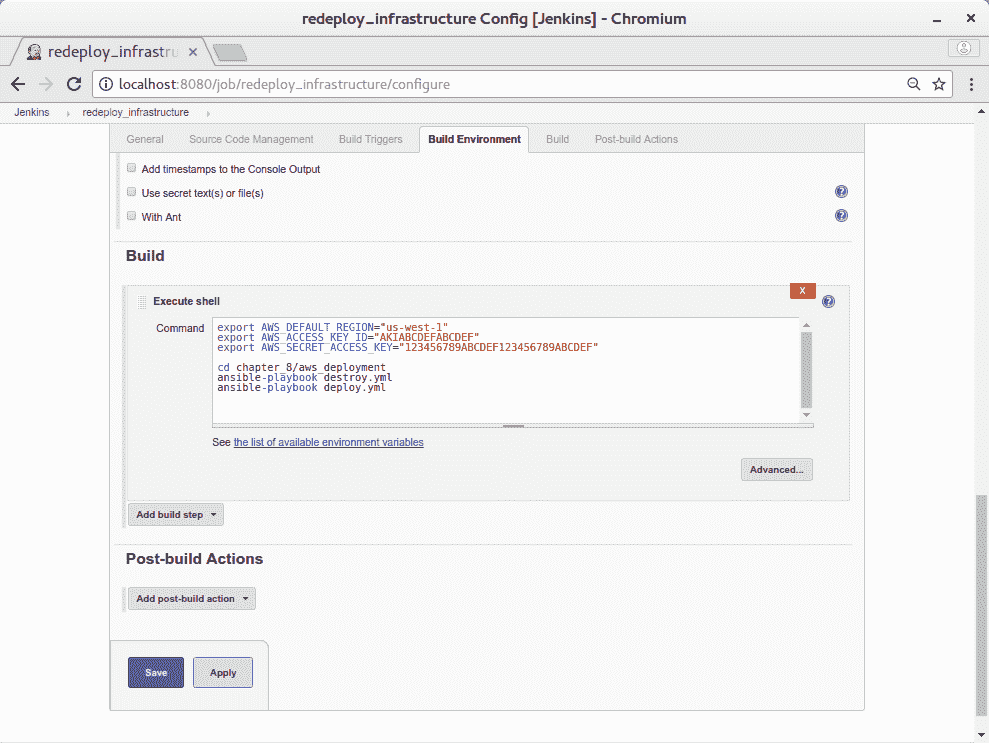 redeploy_infrastructure Config [Jenkins] - Chromium
redeploy_infrastru
localhost:8080/job/redeploy_infrastructure/configure
Jenkins redeploy_infrastructure
General Source Code Management Build Triggers Build Environment Build Post-build Actions
Add timestamps to the Console Output
Use secret text(s) or file(s)
With Ant
Build
X
Execute shell
Command
export AWS_DEFAULT_REGION="us-west-1"
export AWS_ACCESS_KEY_ID="AKIABCDEFABCDEF"
export AWS_SECRET_ACCESS_KEY="123456789ABCDEF123456789ABCDEF"
cd chapter_8/aws_deployment
ansible-playbook destroy.yml
ansible-playbook deploy.yml
See the list of available environment variables
Advanced...
Add build step
Post-build Actions
Add post-build action
Save Apply